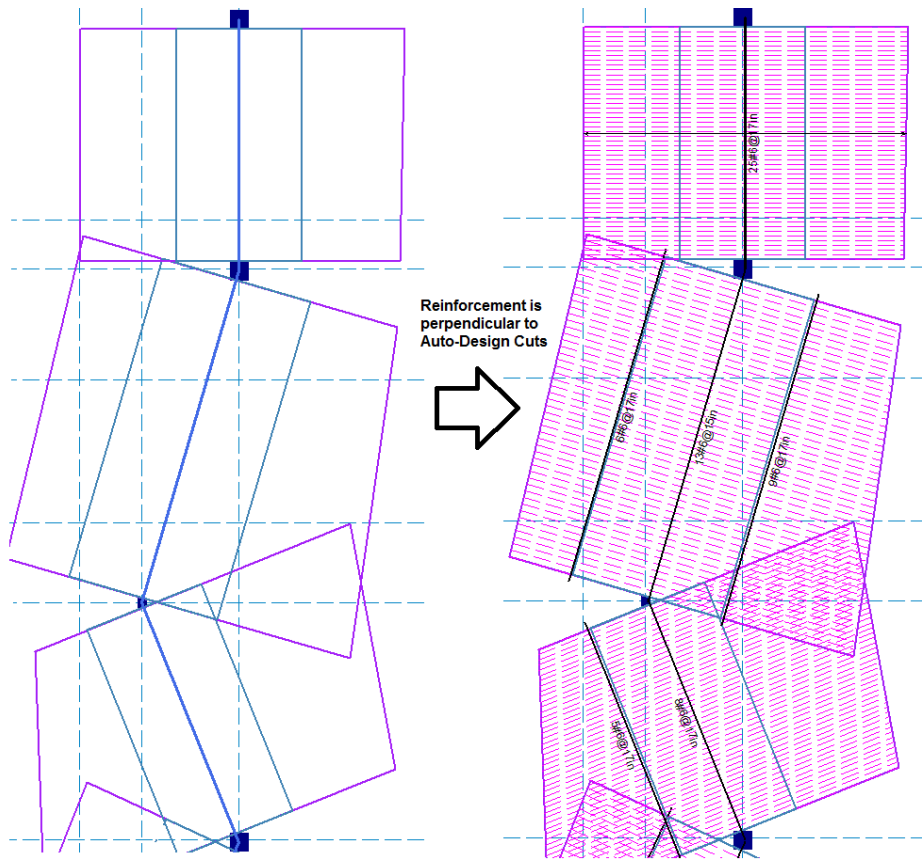 25#6@17in
Reinforcement is
perpendicular to
Auto-Design Cuts
6#6@17in
13#6@15in
9#6@17in
5#6@17in